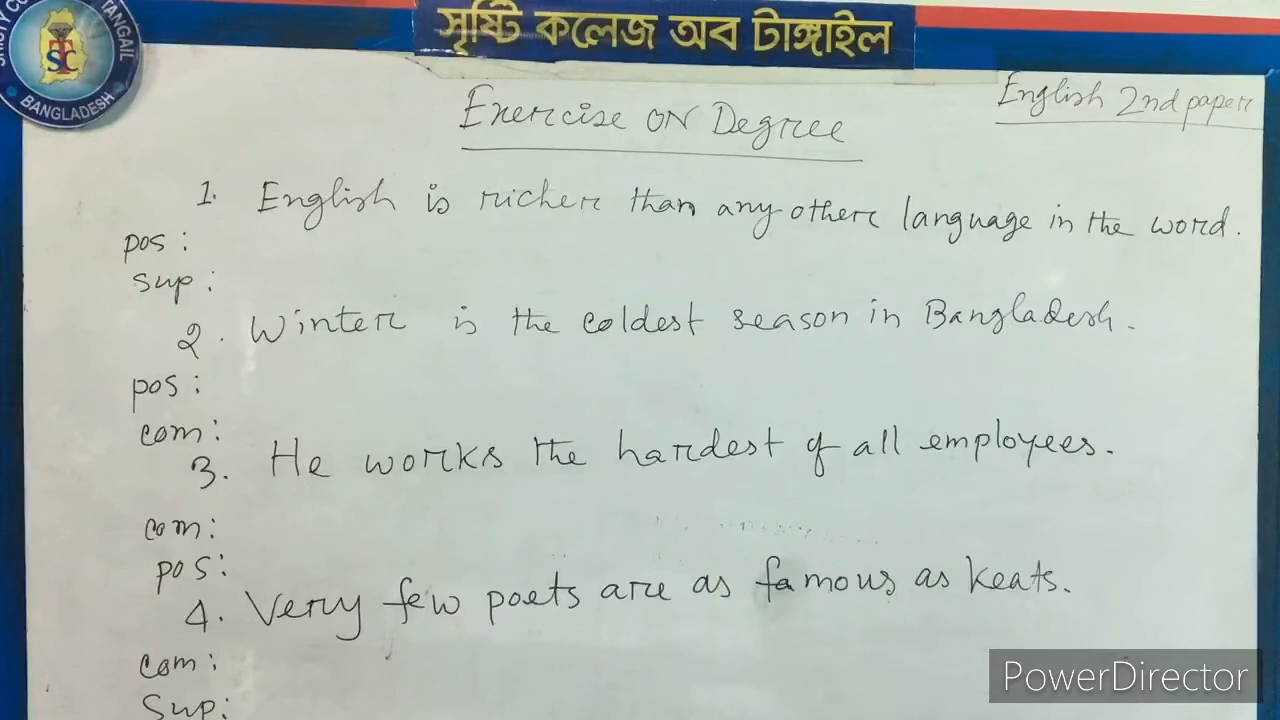 সৃষ্টি কলেজ অব টাঙ্গাইল
TANGAIL
STC
BANGLADESH
English 2nd paper
Exercise ON Degree
1. English is richer than any other language in the word.
pos:
sup:
2. Winter is the coldest season in Bangladesh.
pos:
com:
3. He works the hardest of all employees.
com:
pos:
4. Very few poets are as famous as Keats.
com:
Sup:
PowerDirector